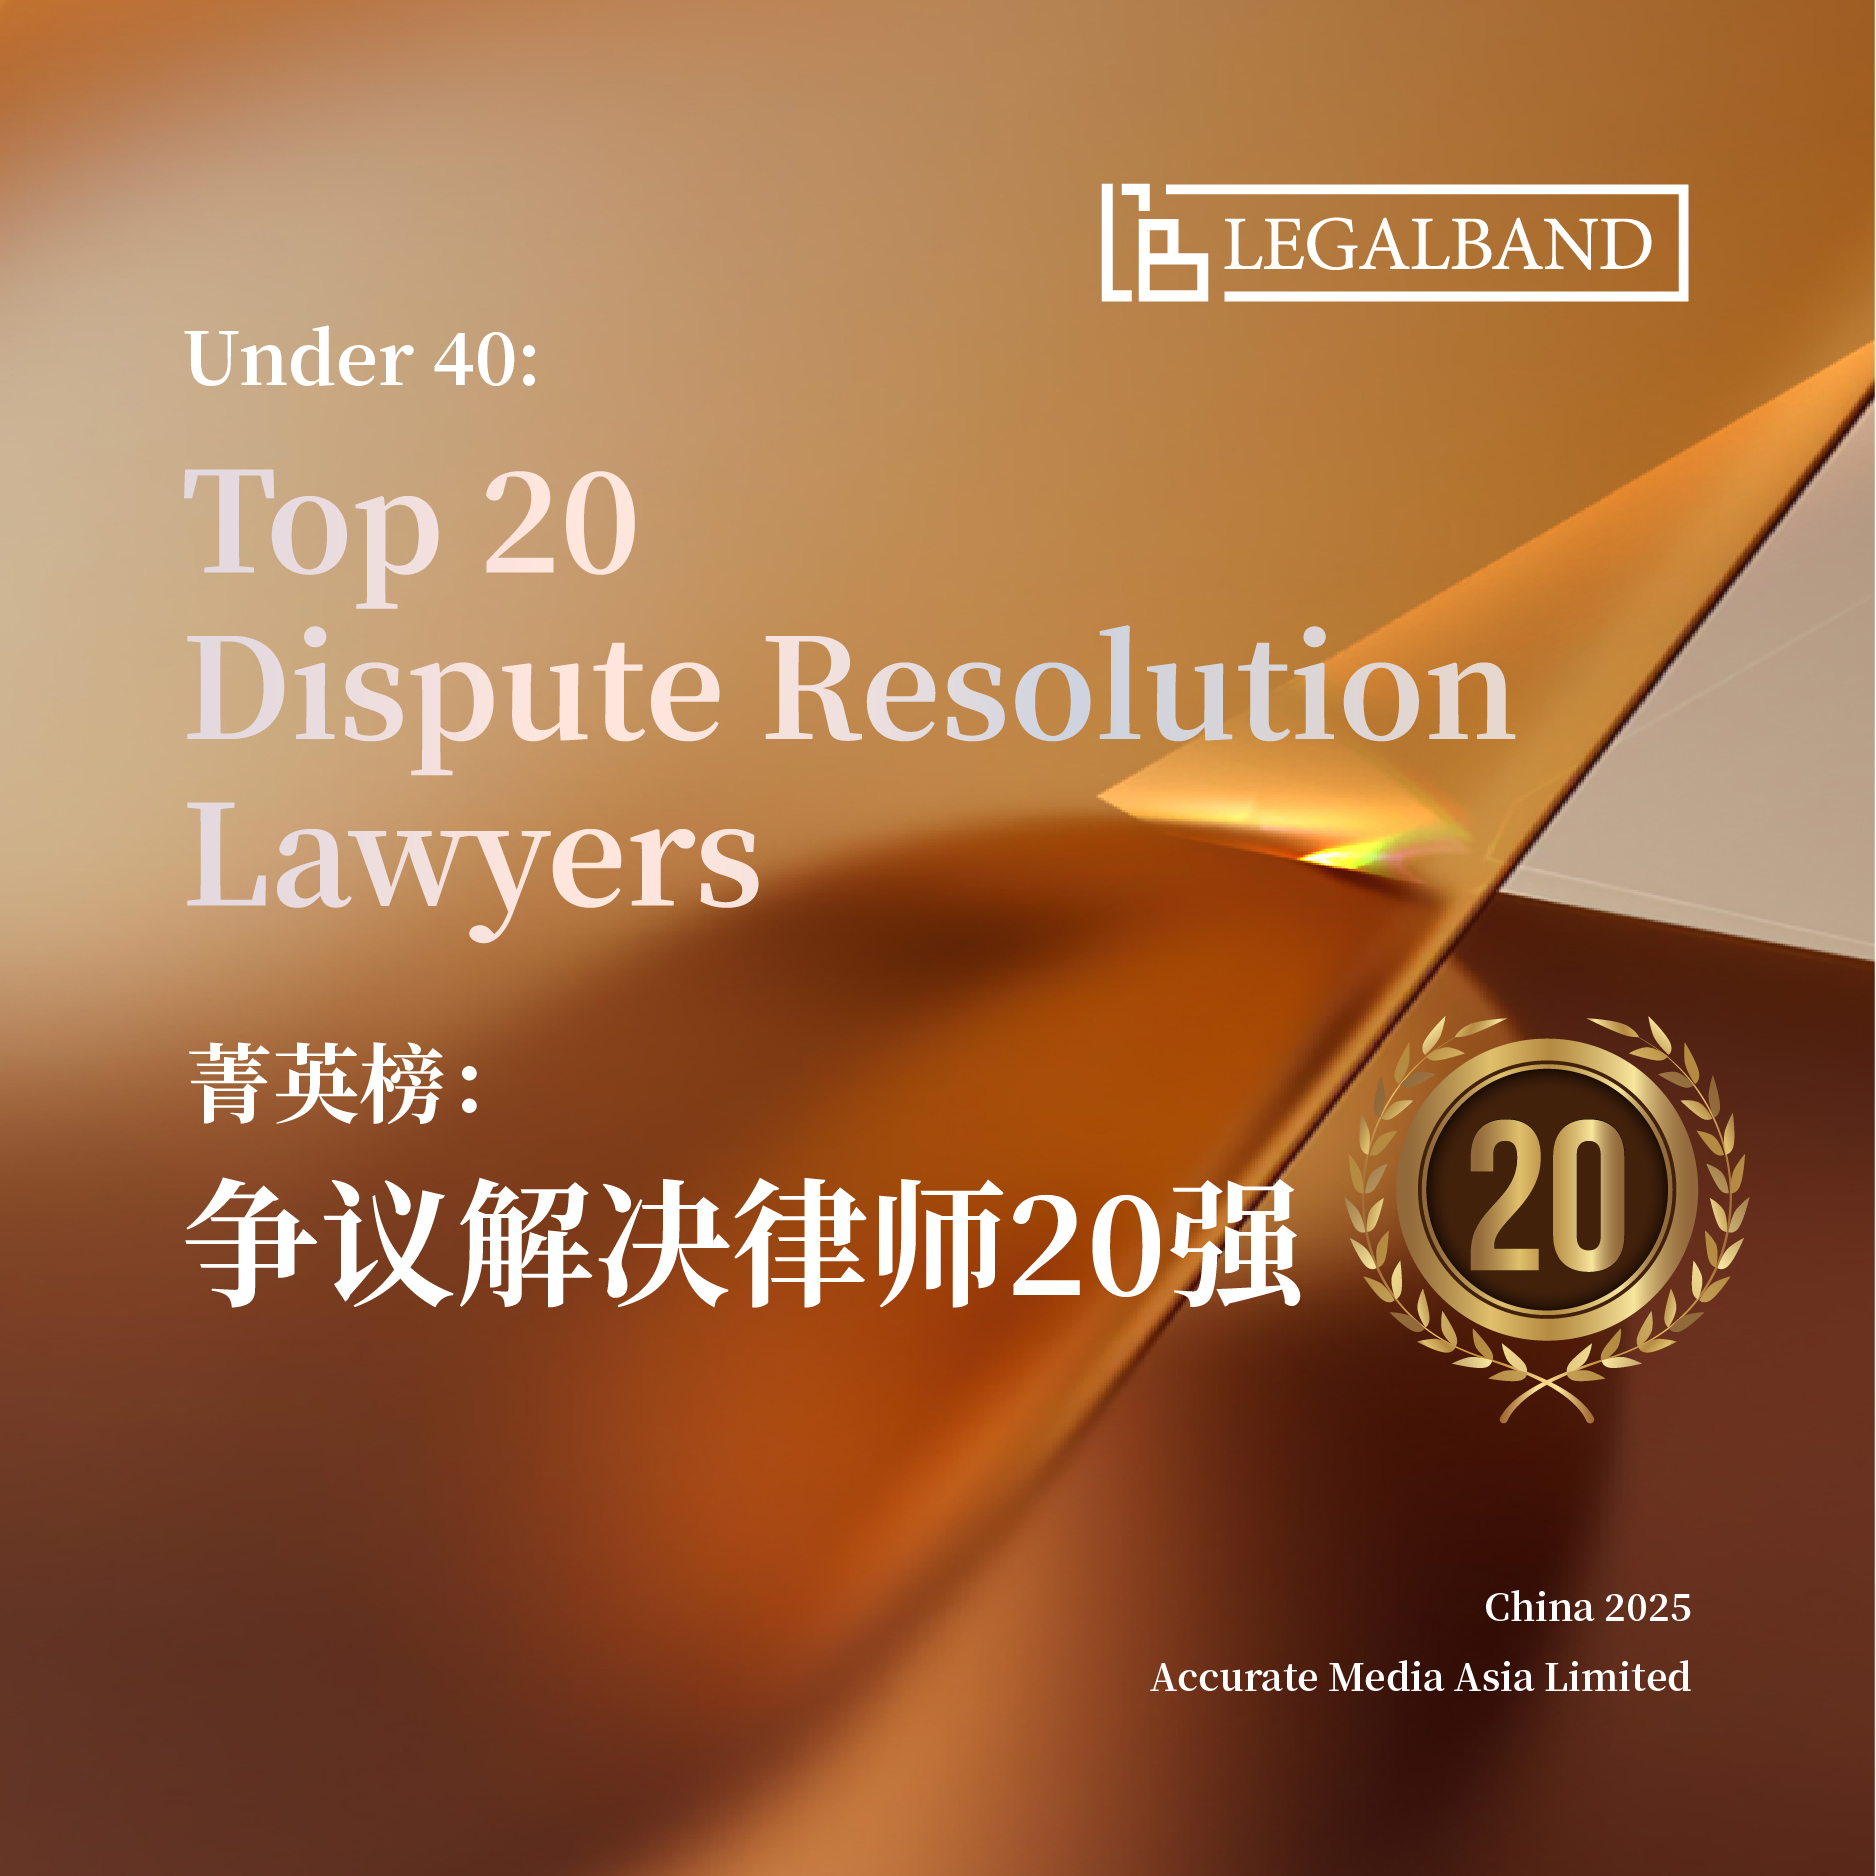 LEGALBAND
Under 40:
Top 20
Dispute Resolution
Lawyers
菁英榜：
争议解决律师20强
20
China 2025
Accurate Media Asia Limited